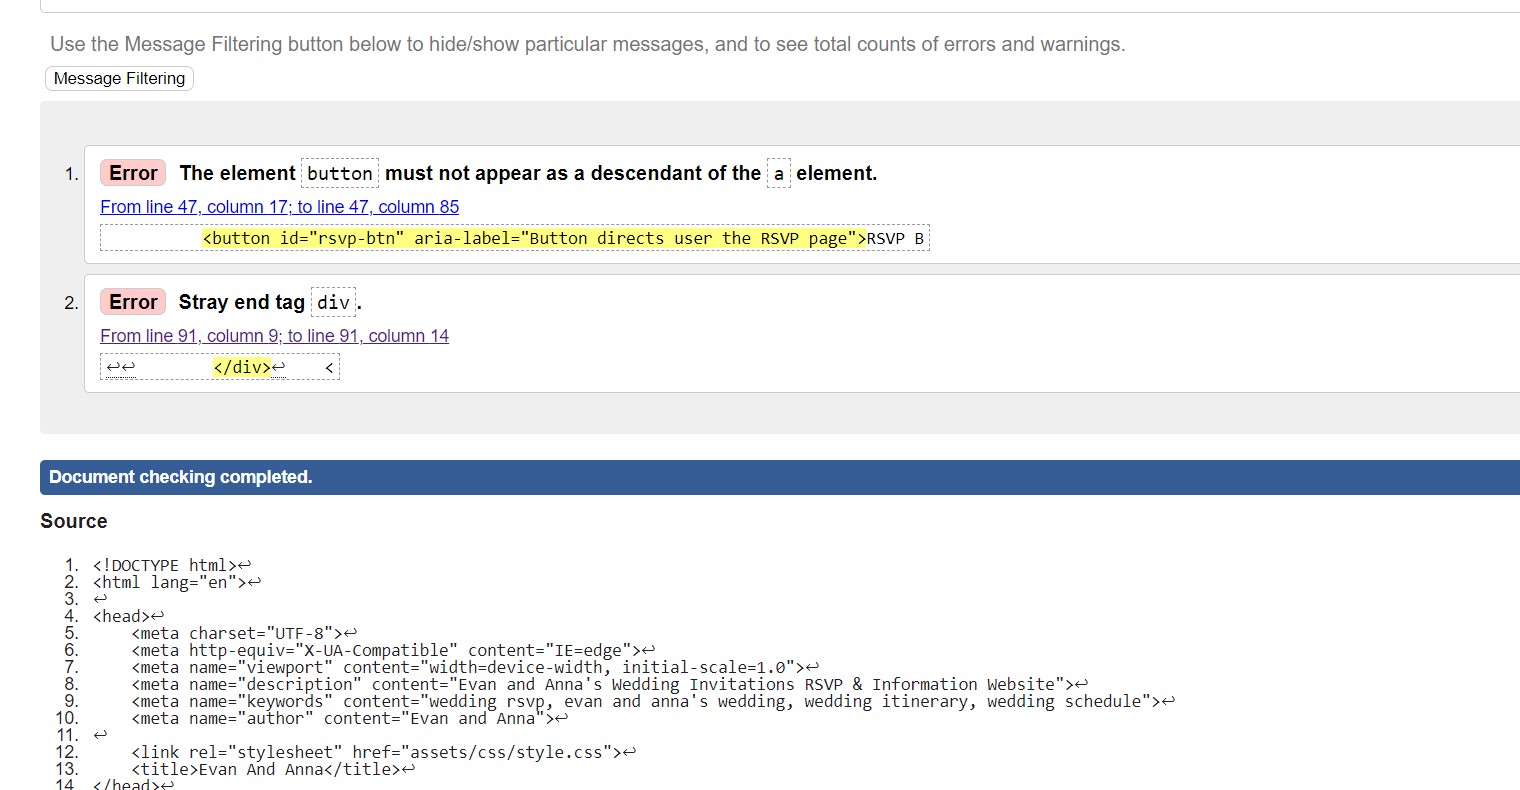 Use the Message Filtering button below to hide/show particular messages, and to see total counts of errors and warnings.
Message Filtering
1. Error The element button must not appear as a descendant of the a element.
From line 47, column 17; to line 47, column 85
<button id="rsvp-btn" aria-label="Button directs user the RSVP page">RSVP B
2. Error Stray end tag div.
From line 91, column 9; to line 91, column 14
↩↩ </div>↩ <
Document checking completed.
Source
1. <!DOCTYPE html>↩
2. <html lang="en">↩
3. ↩
4. <head>↩
5. <meta charset="UTF-8">↩
6. <meta http-equiv="X-UA-Compatible" content="IE=edge">↩
7. <meta name="viewport" content="width=device-width, initial-scale=1.0">↩
8. <meta name="description" content="Evan and Anna's Wedding Invitations RSVP & Information Website">↩
9. <meta name="keywords" content="wedding rsvp, evan and anna's wedding, wedding itinerary, wedding schedule">↩
10. <meta name="author" content="Evan and Anna">↩
11. ↩
12. <link rel="stylesheet" href="assets/css/style.css">↩
13. <title>Evan And Anna</title>↩
14. </head>↩